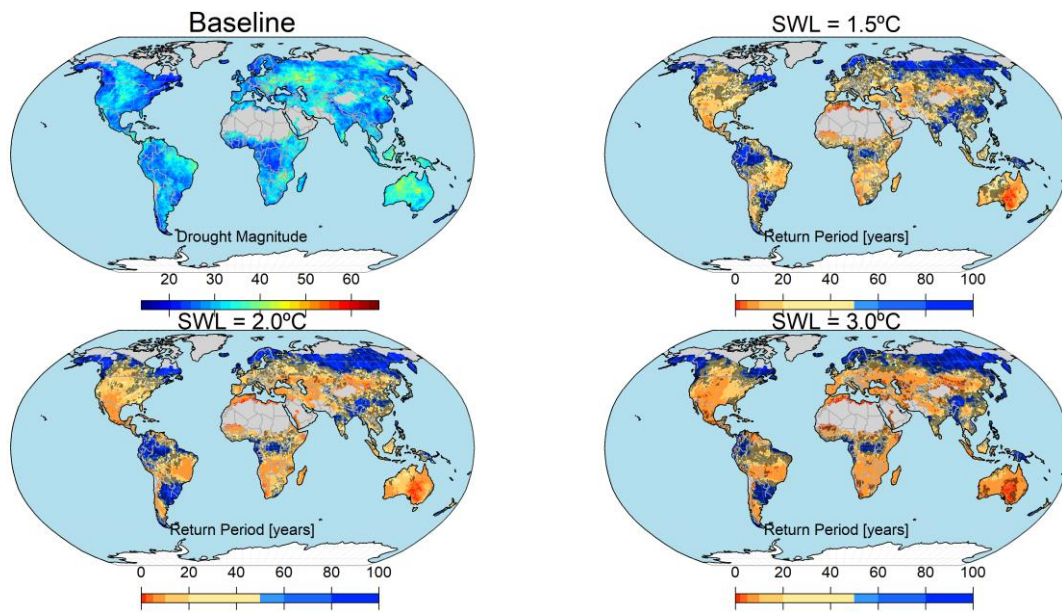 Baseline
SWL = 1.5ºC
Drought Magnitude
20 30 40 50 60
Return Period [years]
0 20 40 60 80 100
SWL = 2.0ºC
SWL = 3.0ºC
Return Period [years]
0 20 40 60 80 100
Return Period [years]
0 20 40 60 80 100